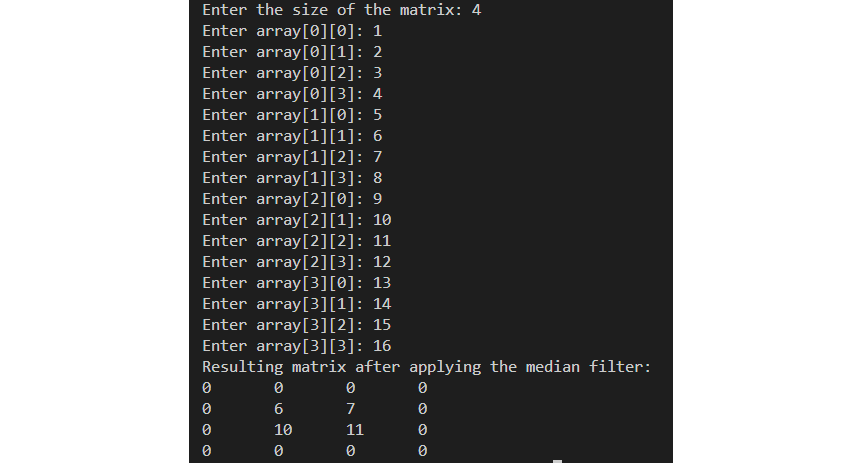 Enter the size of the matrix: 4
Enter array[0][0]: 1
Enter array[0][1]: 2
Enter array[0][2]: 3
Enter array[0][3]: 4
Enter array[1][0]: 5
Enter array[1][1]: 6
Enter array[1][2]: 7
Enter array[1][3]: 8
Enter array[2][0]: 9
Enter array[2][1]: 10
Enter array[2][2]: 11
Enter array[2][3]: 12
Enter array[3][0]: 13
Enter array[3][1]: 14
Enter array[3][2]: 15
Enter array[3][3]: 16
Resulting matrix after applying the median filter:
0 0 0 0
0 6 7 0
0 10 11 0
0 0 0 0